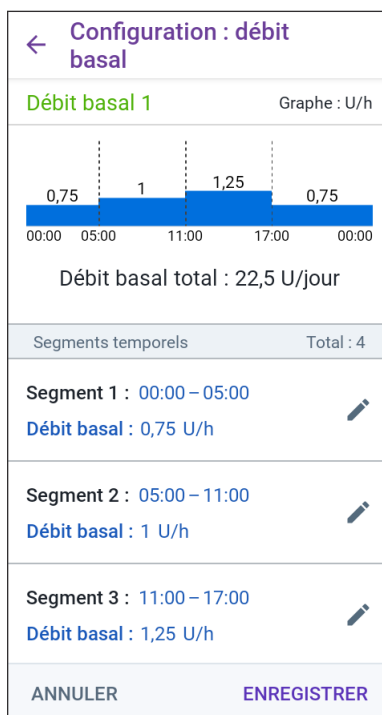 Configuration : débit
basal
Débit basal 1 Graphe : U/h
0,75 1 1,25 0,75
00:00 05:00 11:00 17:00 00:00
Débit basal total : 22,5 U/jour
Segments temporels Total : 4
Segment 1 : 00:00 – 05:00
Débit basal : 0,75 U/h
Segment 2 : 05:00 – 11:00
Débit basal : 1 U/h
Segment 3 : 11:00 – 17:00
Débit basal : 1,25 U/h
ANNULER ENREGISTRER